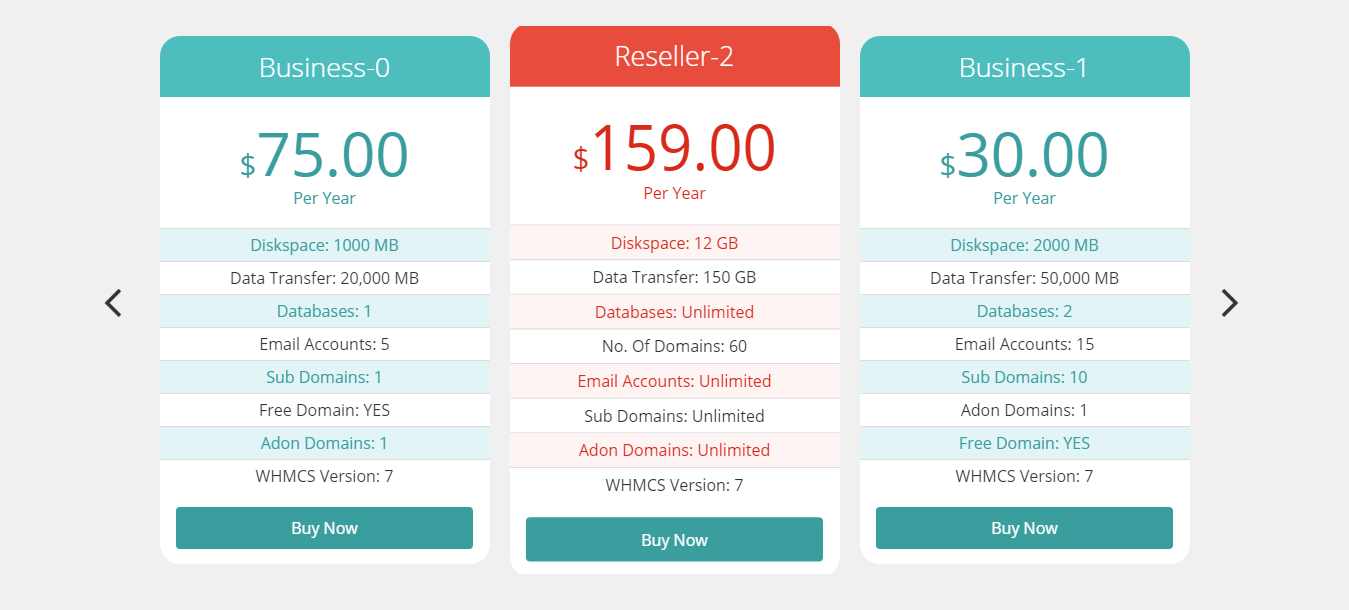 Business-0
$75.00
Per Year
Diskspace: 1000 MB
Data Transfer: 20,000 MB
Databases: 1
Email Accounts: 5
Sub Domains: 1
Free Domain: YES
Adon Domains: 1
WHMCS Version: 7
Buy Now
Reseller-2
$159.00
Per Year
Diskspace: 12 GB
Data Transfer: 150 GB
Databases: Unlimited
No. Of Domains: 60
Email Accounts: Unlimited
Sub Domains: Unlimited
Adon Domains: Unlimited
WHMCS Version: 7
Buy Now
Business-1
$30.00
Per Year
Diskspace: 2000 MB
Data Transfer: 50,000 MB
Databases: 2
Email Accounts: 15
Sub Domains: 10
Adon Domains: 1
Free Domain: YES
WHMCS Version: 7
Buy Now